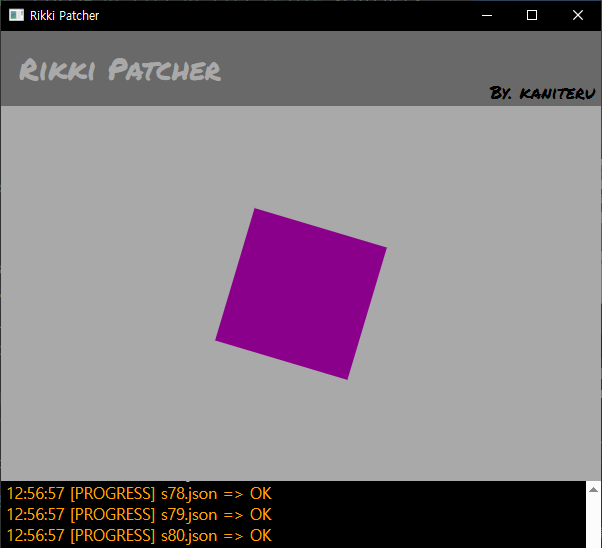 Rikki Patcher
Rikki Patcher
By. kaniteru
12:56:57 [PROGRESS] s78.json => OK
12:56:57 [PROGRESS] s79.json => OK
12:56:57 [PROGRESS] s80.json => OK